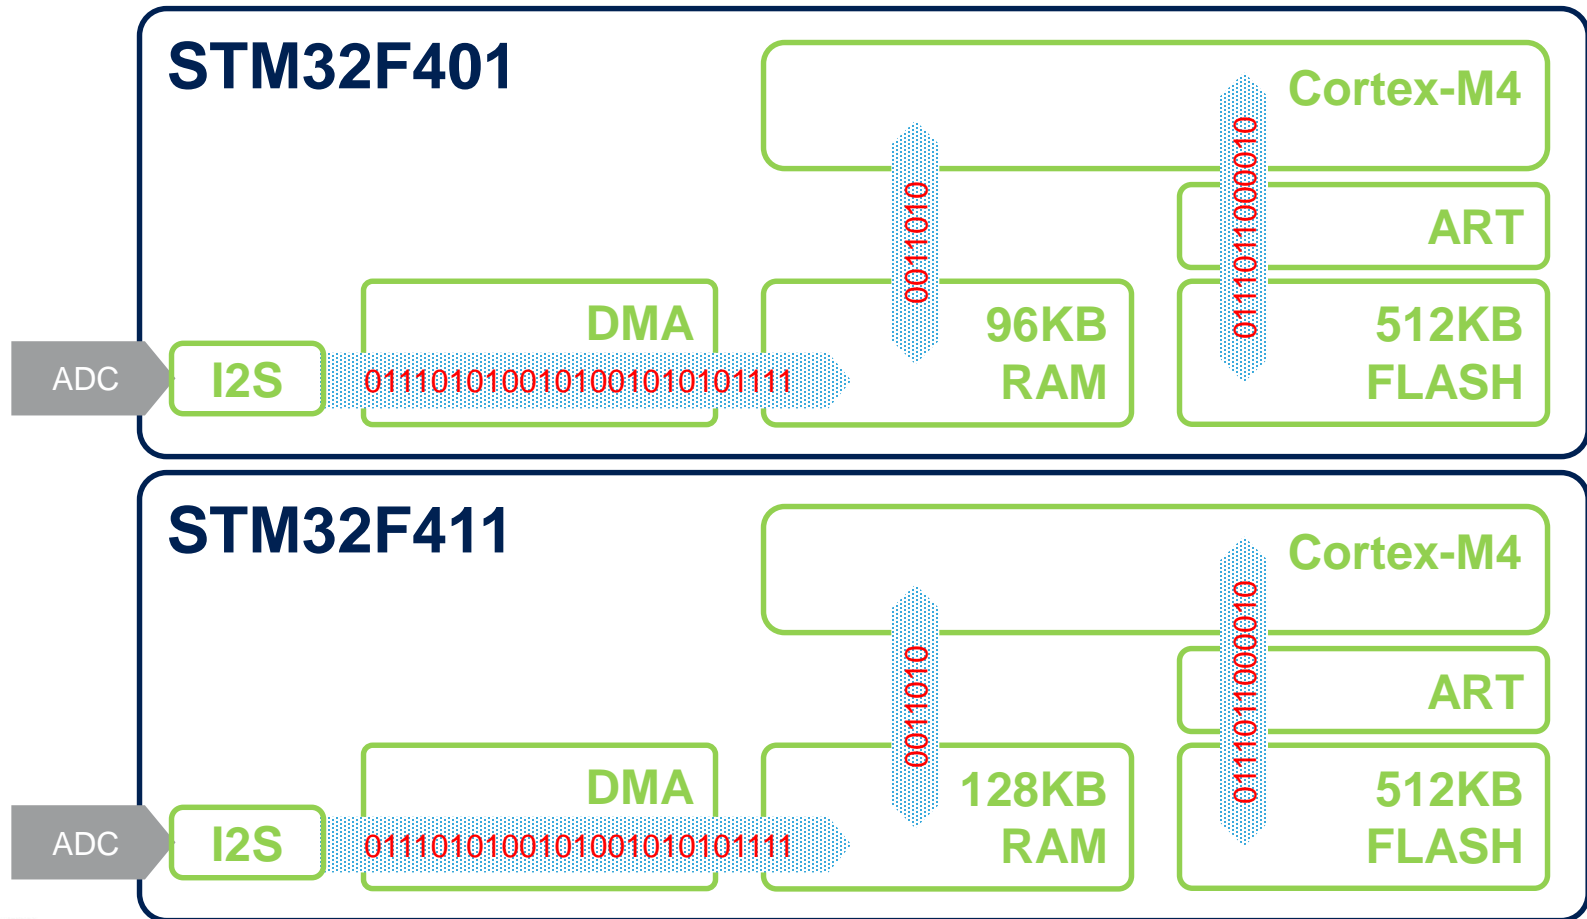 STM32F401
Cortex-M4
0011010
01110110000010
ART
DMA
96KB
RAM
512KB
FLASH
ADC
I2S
0111010100101001010101111
STM32F411
Cortex-M4
0011010
01110110000010
ART
DMA
128KB
RAM
512KB
FLASH
ADC
I2S
0111010100101001010101111